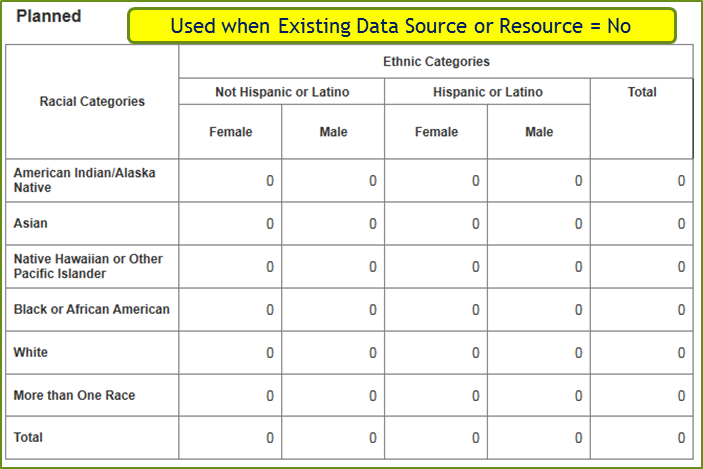 Planned
Used when Existing Data Source or Resource = No
Racial Categories
Ethnic Categories
Not Hispanic or Latino
Hispanic or Latino
Total
Female
Male
Female
Male
American Indian/Alaska
Native
0 0 0 0 0
Asian
0 0 0 0 0
Native Hawaiian or Other
Pacific Islander
0 0 0 0 0
Black or African American
0 0 0 0 0
White
0 0 0 0 0
More than One Race
0 0 0 0 0
Total
0 0 0 0 0